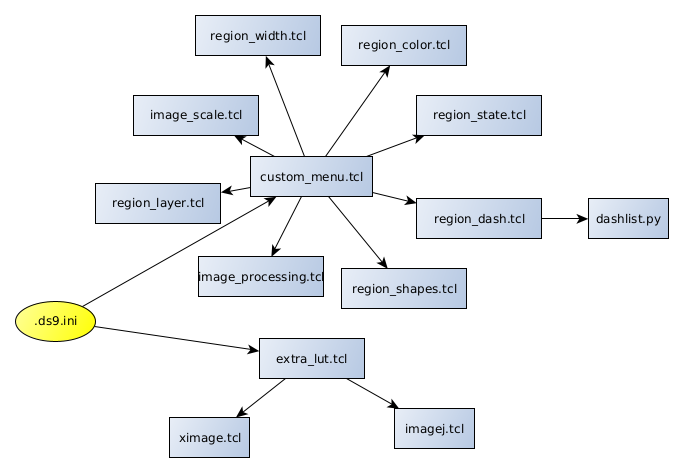 region_width.tcl
region_color.tcl
image_scale.tcl
region_state.tcl
custom_menu.tcl
region_layer.tcl
region_dash.tcl
dashlist.py
image_processing.tcl
region_shapes.tcl
.ds9.ini
extra_lut.tcl
ximage.tcl
imagej.tcl